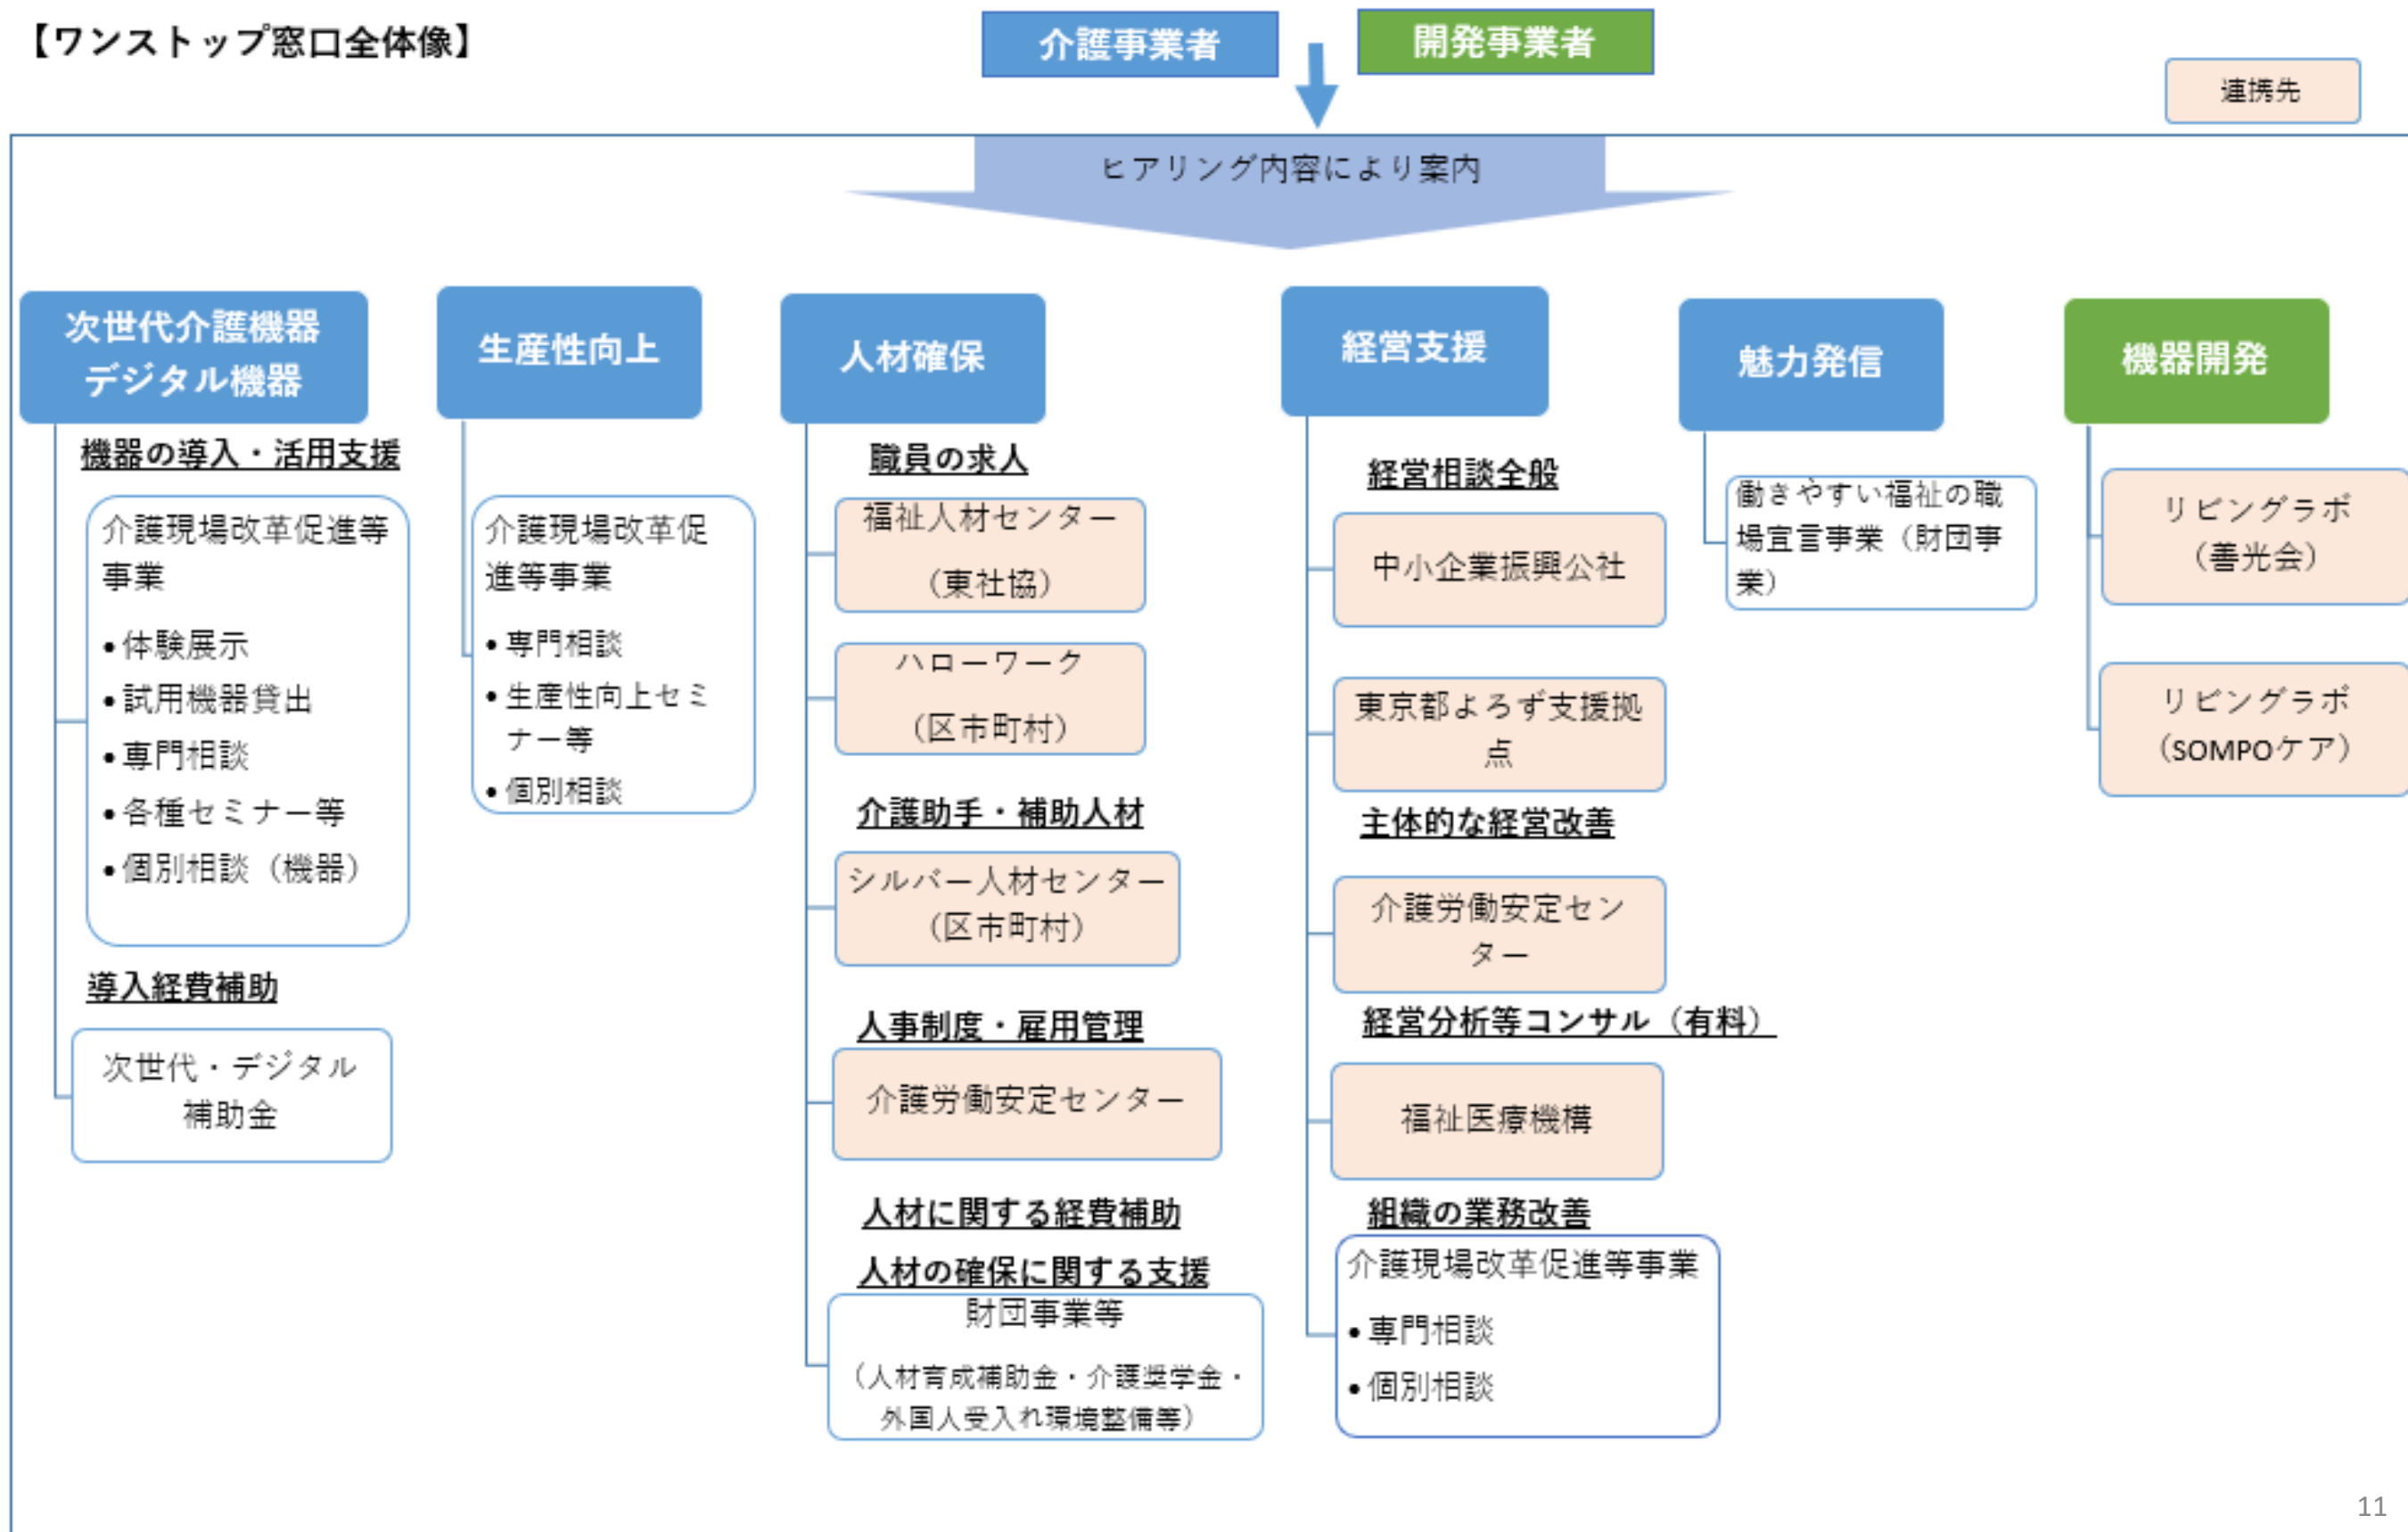 【ワンストップ窓口全体像】
介護事業者
開発事業者
連携先
ヒアリング内容により案内
次世代介護機器
デジタル機器
機器の導入・活用支援
介護現場改革促進等
事業
•体験展示
•試用機器貸出
•専門相談
•各種セミナー等
•個別相談（機器）
導入経費補助
次世代・デジタル
補助金
生産性向上
介護現場改革促
進等事業
•専門相談
•生産性向上セミ
ナー等
•個別相談
人材確保
職員の求人
福祉人材センター
（東社協）
ハローワーク
（区市町村）
介護助手・補助人材
シルバー人材センター
（区市町村）
人事制度・雇用管理
介護労働安定センター
人材に関する経費補助
人材の確保に関する支援
財団事業等
（人材育成補助金・介護奨学金・
外国人受入れ環境整備等）
経営支援
経営相談全般
中小企業振興公社
東京都よろず支援拠
点
主体的な経営改善
介護労働安定セン
ター
経営分析等コンサル（有料）
福祉医療機構
組織の業務改善
介護現場改革促進等事業
•専門相談
•個別相談
魅力発信
働きやすい福祉の職
場宣言事業（財団事
業）
機器開発
リビングラボ
（善光会）
リビングラボ
（SOMPOケア）
11